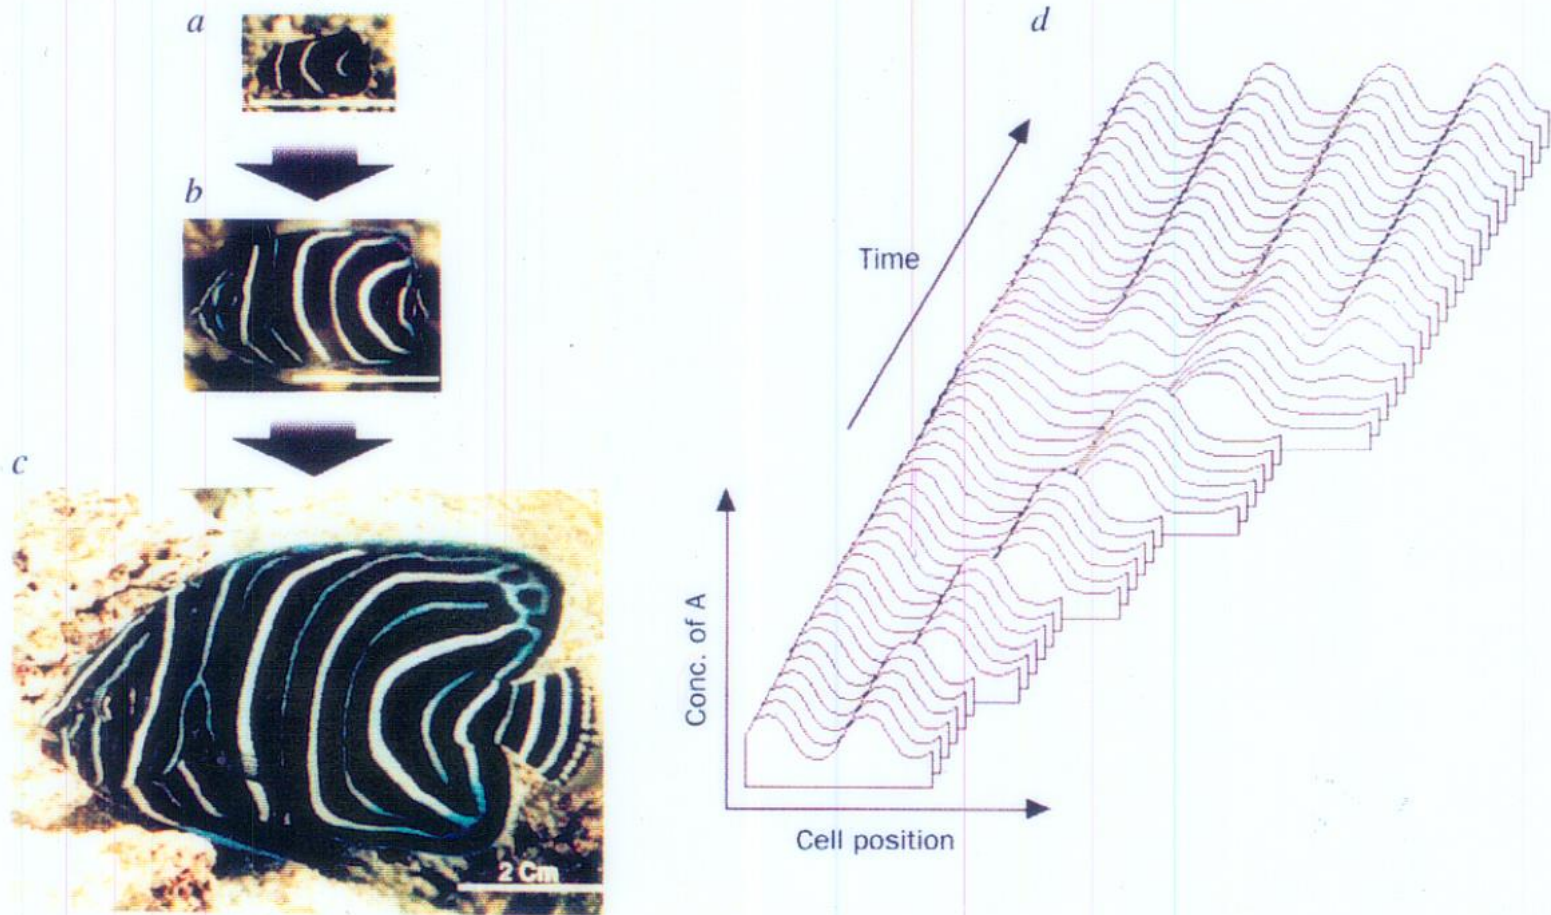 a
b
c
2 Cm
d
Time
Conc. of A
Cell position